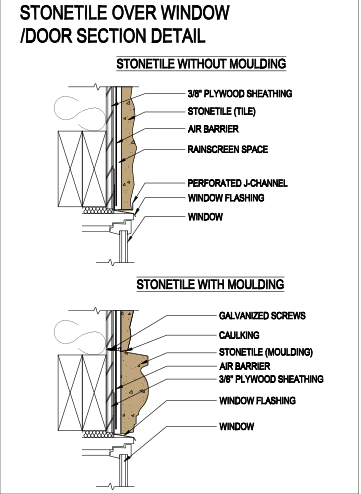 STONETILE OVER WINDOW
/DOOR SECTION DETAIL
STONETILE WITHOUT MOULDING
3/8" PLYWOOD SHEATHING
STONETILE (TILE)
AIR BARRIER
RAINSCREEN SPACE
PERFORATED J-CHANNEL
WINDOW FLASHING
WINDOW
STONETILE WITH MOULDING
GALVANIZED SCREWS
CAULKING
STONETILE (MOULDING)
AIR BARRIER
3/8" PLYWOOD SHEATHING
WINDOW FLASHING
WINDOW